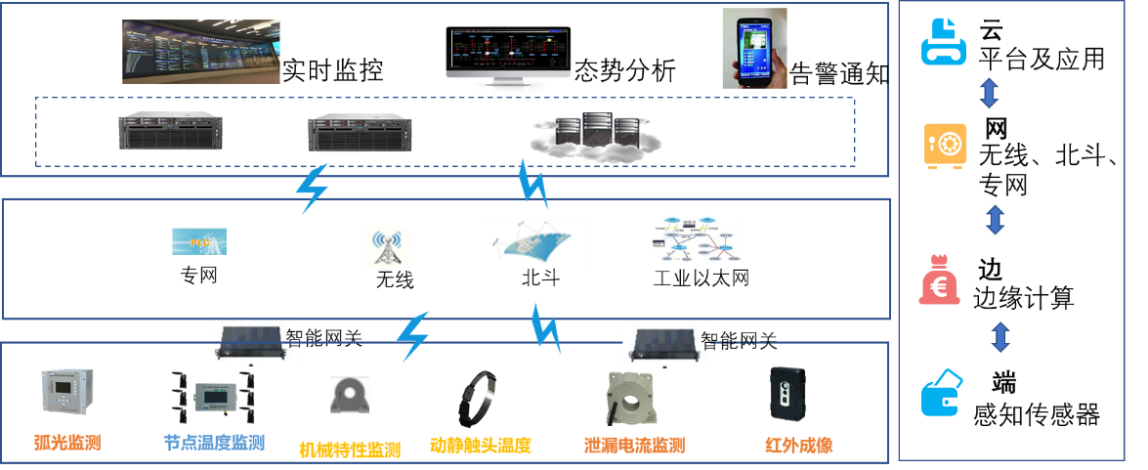 实时监控
态势分析
告警通知
PLC
专网
无线
北斗
工业以太网
智能网关
智能网关
弧光监测
节点温度监测
机械特性监测
动静触头温度
泄漏电流监测
红外成像
云
平台及应用
网
无线、北斗、
专网
边
边缘计算
端
感知传感器